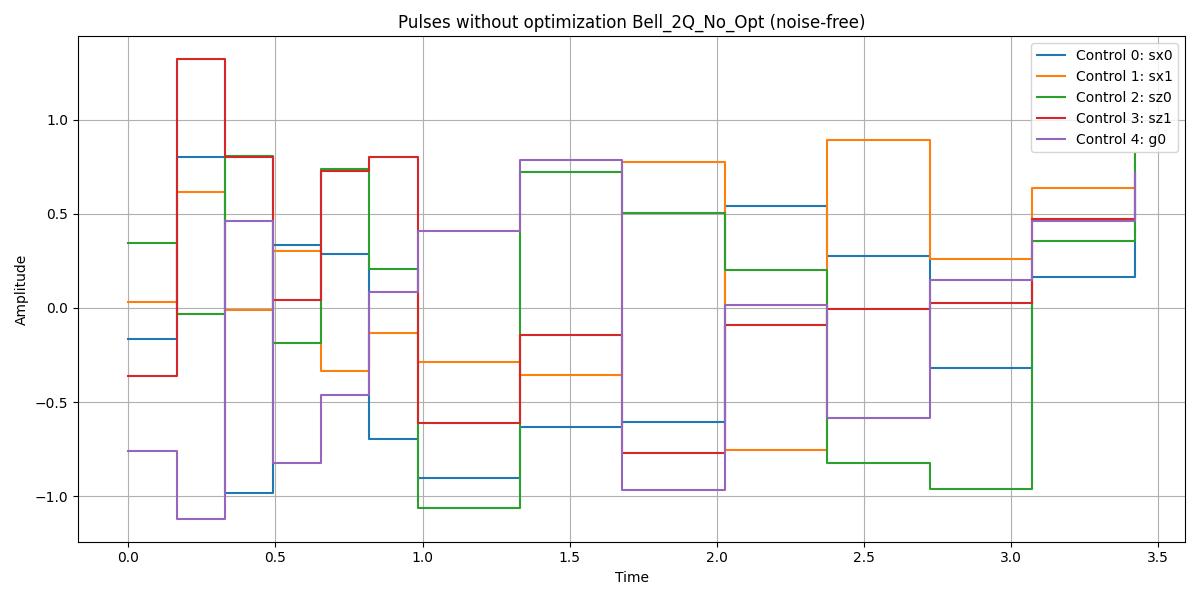 Pulses without optimization Bell_2Q_No_Opt (noise-free)
Control 0: sx0
Control 1: sx1
Control 2: sz0
Control 3: sz1
Control 4: g0
Amplitude
1.0
0.5
0.0
−0.5
−1.0
0.0 0.5 1.0 1.5 2.0 2.5 3.0 3.5
Time